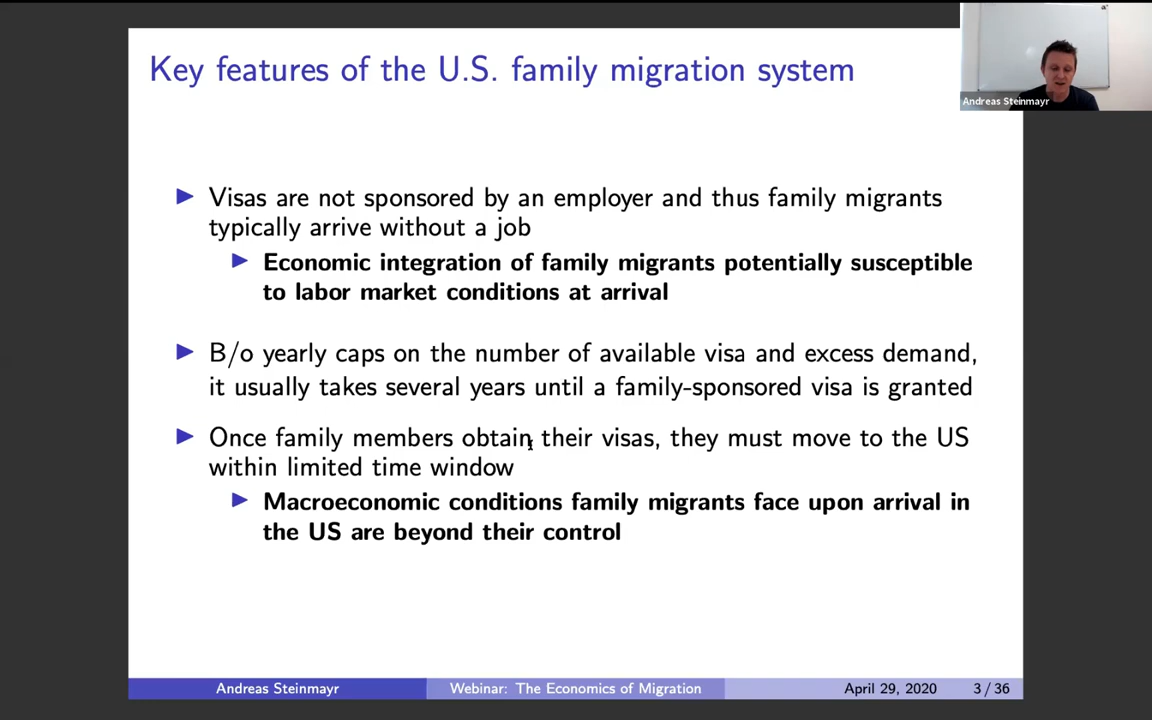 Key features of the U.S. family migration system
Andreas Steinmayr
Visas are not sponsored by an employer and thus family migrants
typically arrive without a job
Economic integration of family migrants potentially susceptible
to labor market conditions at arrival
B/o yearly caps on the number of available visa and excess demand,
it usually takes several years until a family-sponsored visa is granted
Once family members obtain their visas, they must move to the US
within limited time window
Macroeconomic conditions family migrants face upon arrival in
the US are beyond their control
Andreas Steinmayr Webinar: The Economics of Migration April 29, 2020 3 / 36